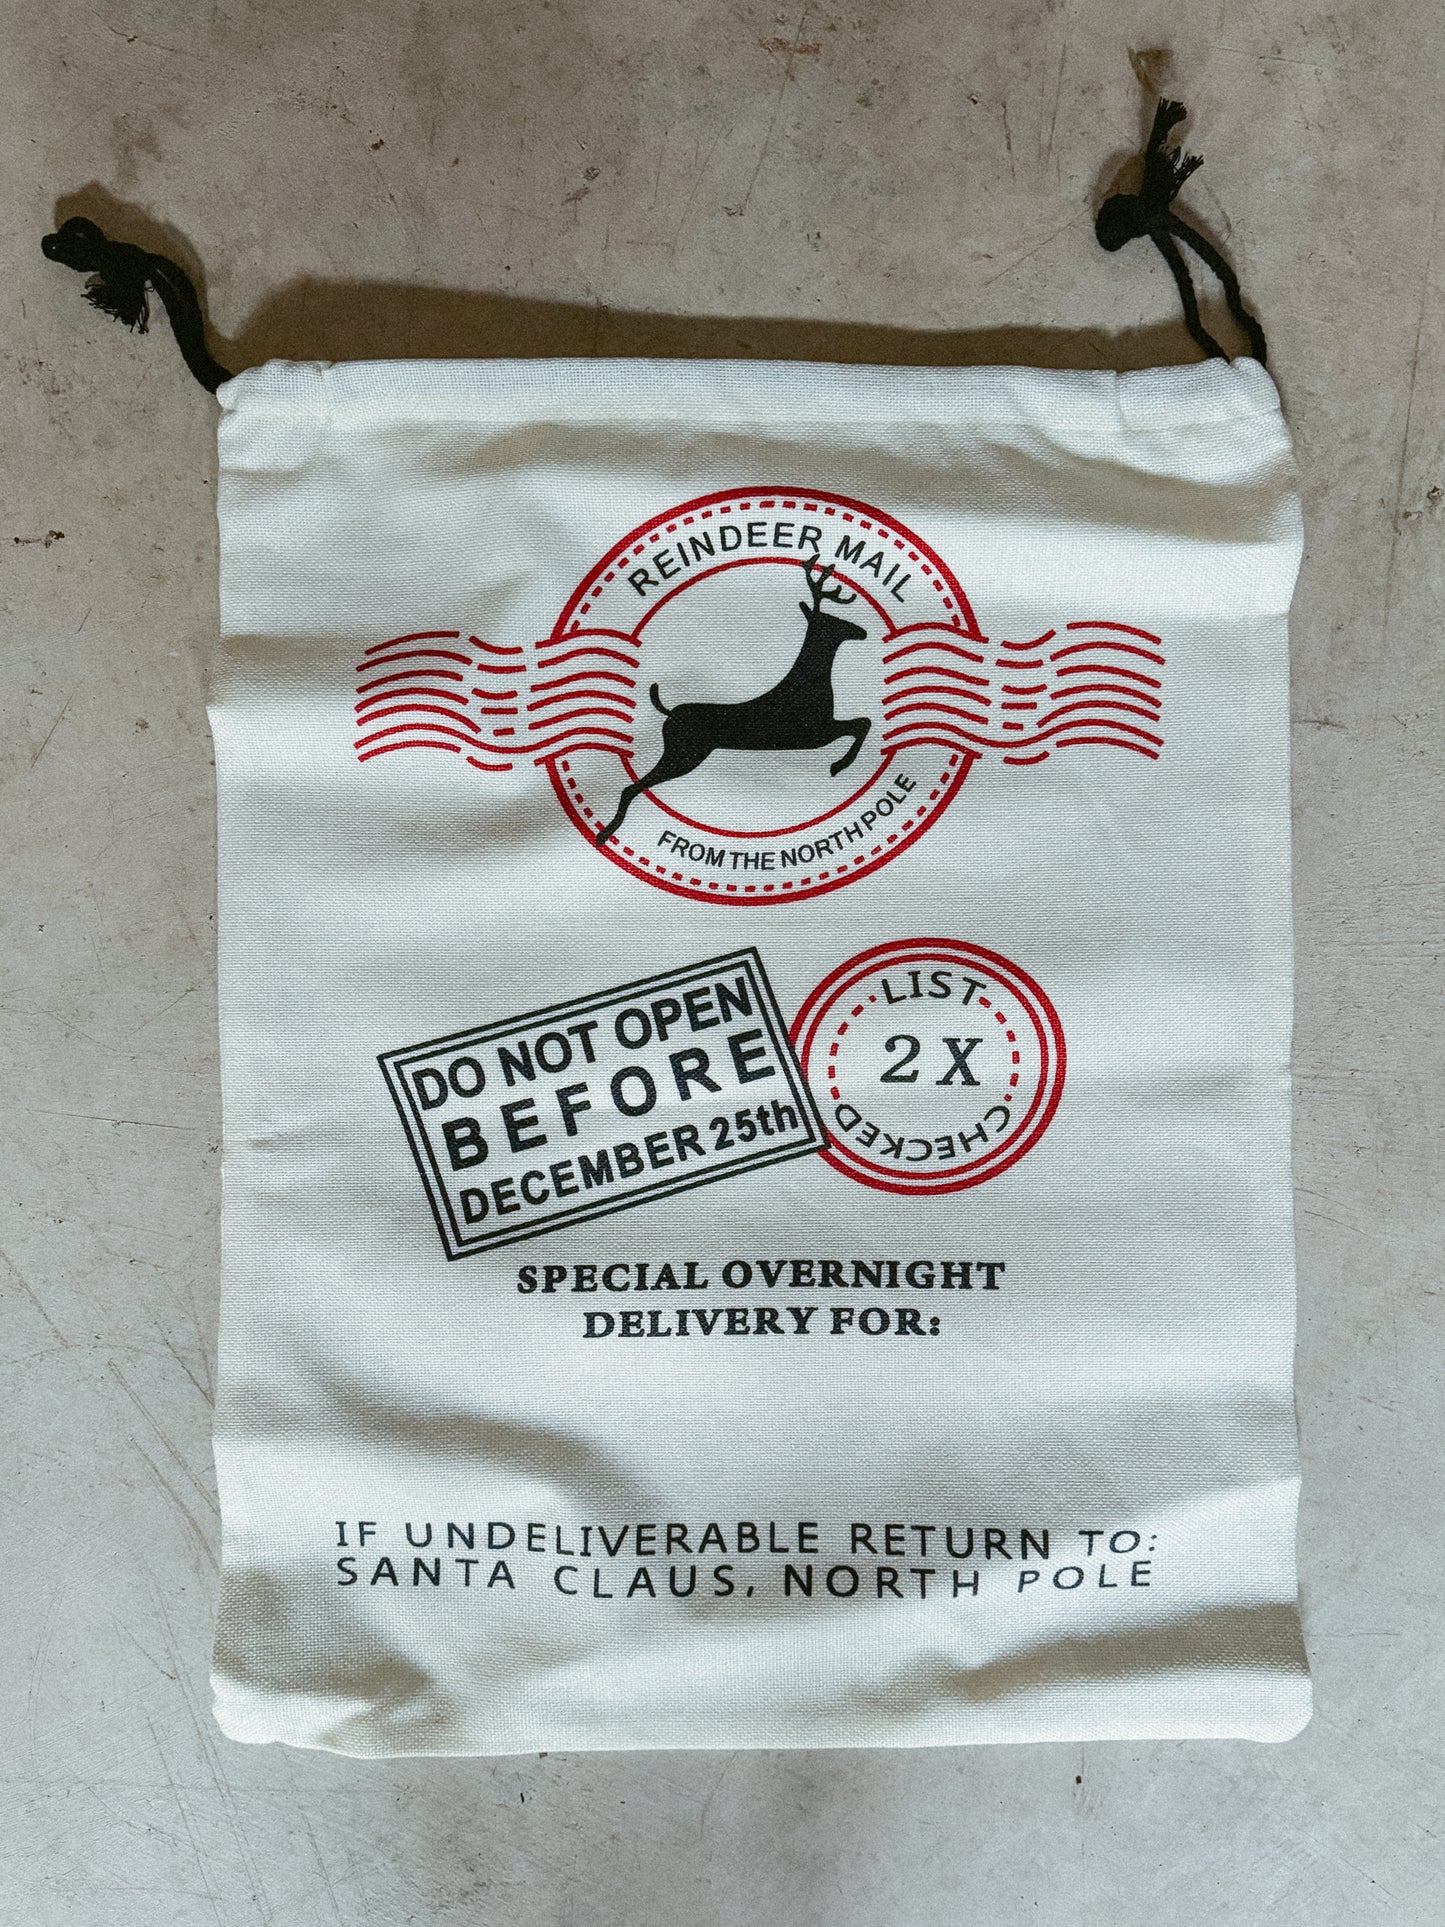 REINDEER MAIL
FROM THE NORTH POLE
DO NOT OPEN
BEFORE
DECEMBER 25th
LIST
2 X
CHECKED
SPECIAL OVERNIGHT
DELIVERY FOR:
IF UNDELIVERABLE RETURN TO:
SANTA CLAUS, NORTH POLE